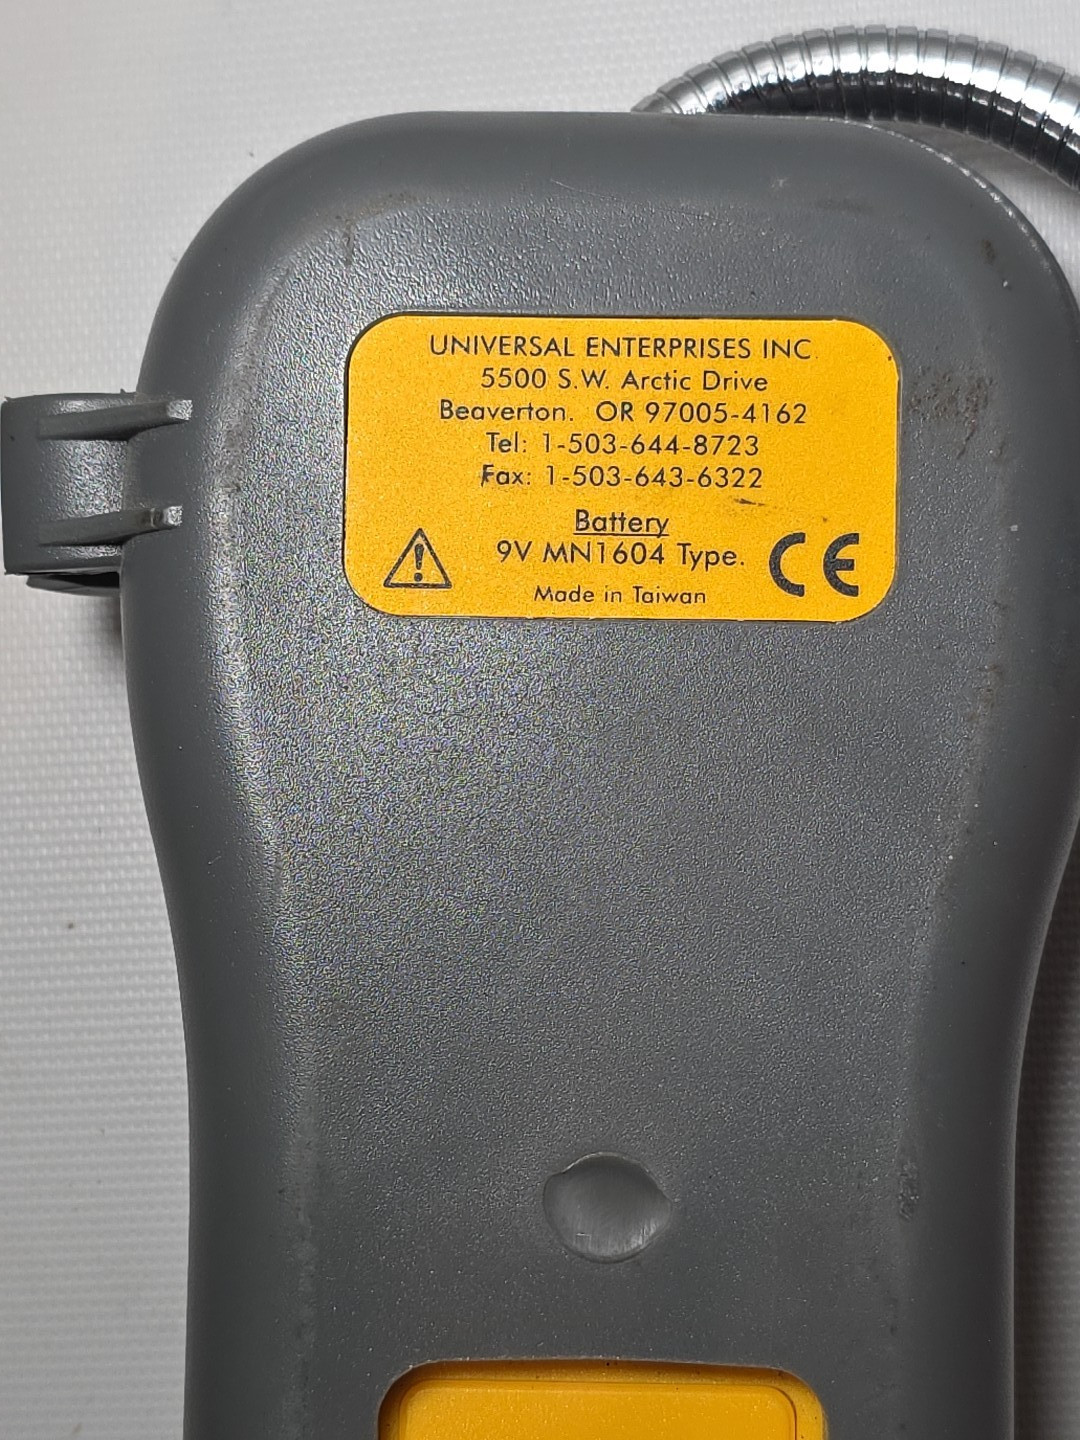 UNIVERSAL ENTERPRISES INC.
5500 S.W. Arctic Drive
Beaverton. OR 97005-4162
Tel: 1-503-644-8723
Fax: 1-503-643-6322
Battery
9V MN1604 Type.
CE
Made in Taiwan